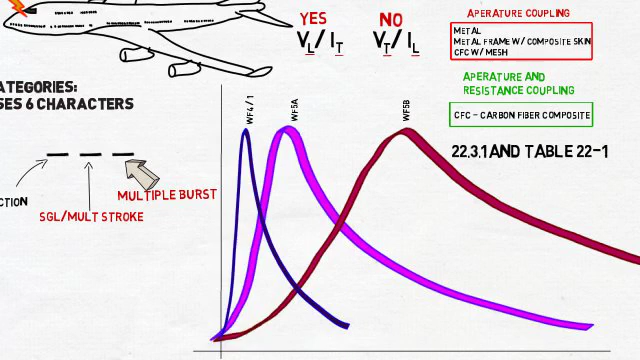 YES
NO
VL/IT
VT/IL
APERATURE COUPLING
METAL
METAL FRAME W/ COMPOSITE SKIN
CFC W/ MESH
APERATURE AND
RESISTANCE COUPLING
CFC - CARBON FIBER COMPOSITE
22.3.1 AND TABLE 22-1
ATEGORIES:
SES 6 CHARACTERS
CTION
SGL/MULT STROKE
MULTIPLE BURST
WF4/1
WF5A
WF5B